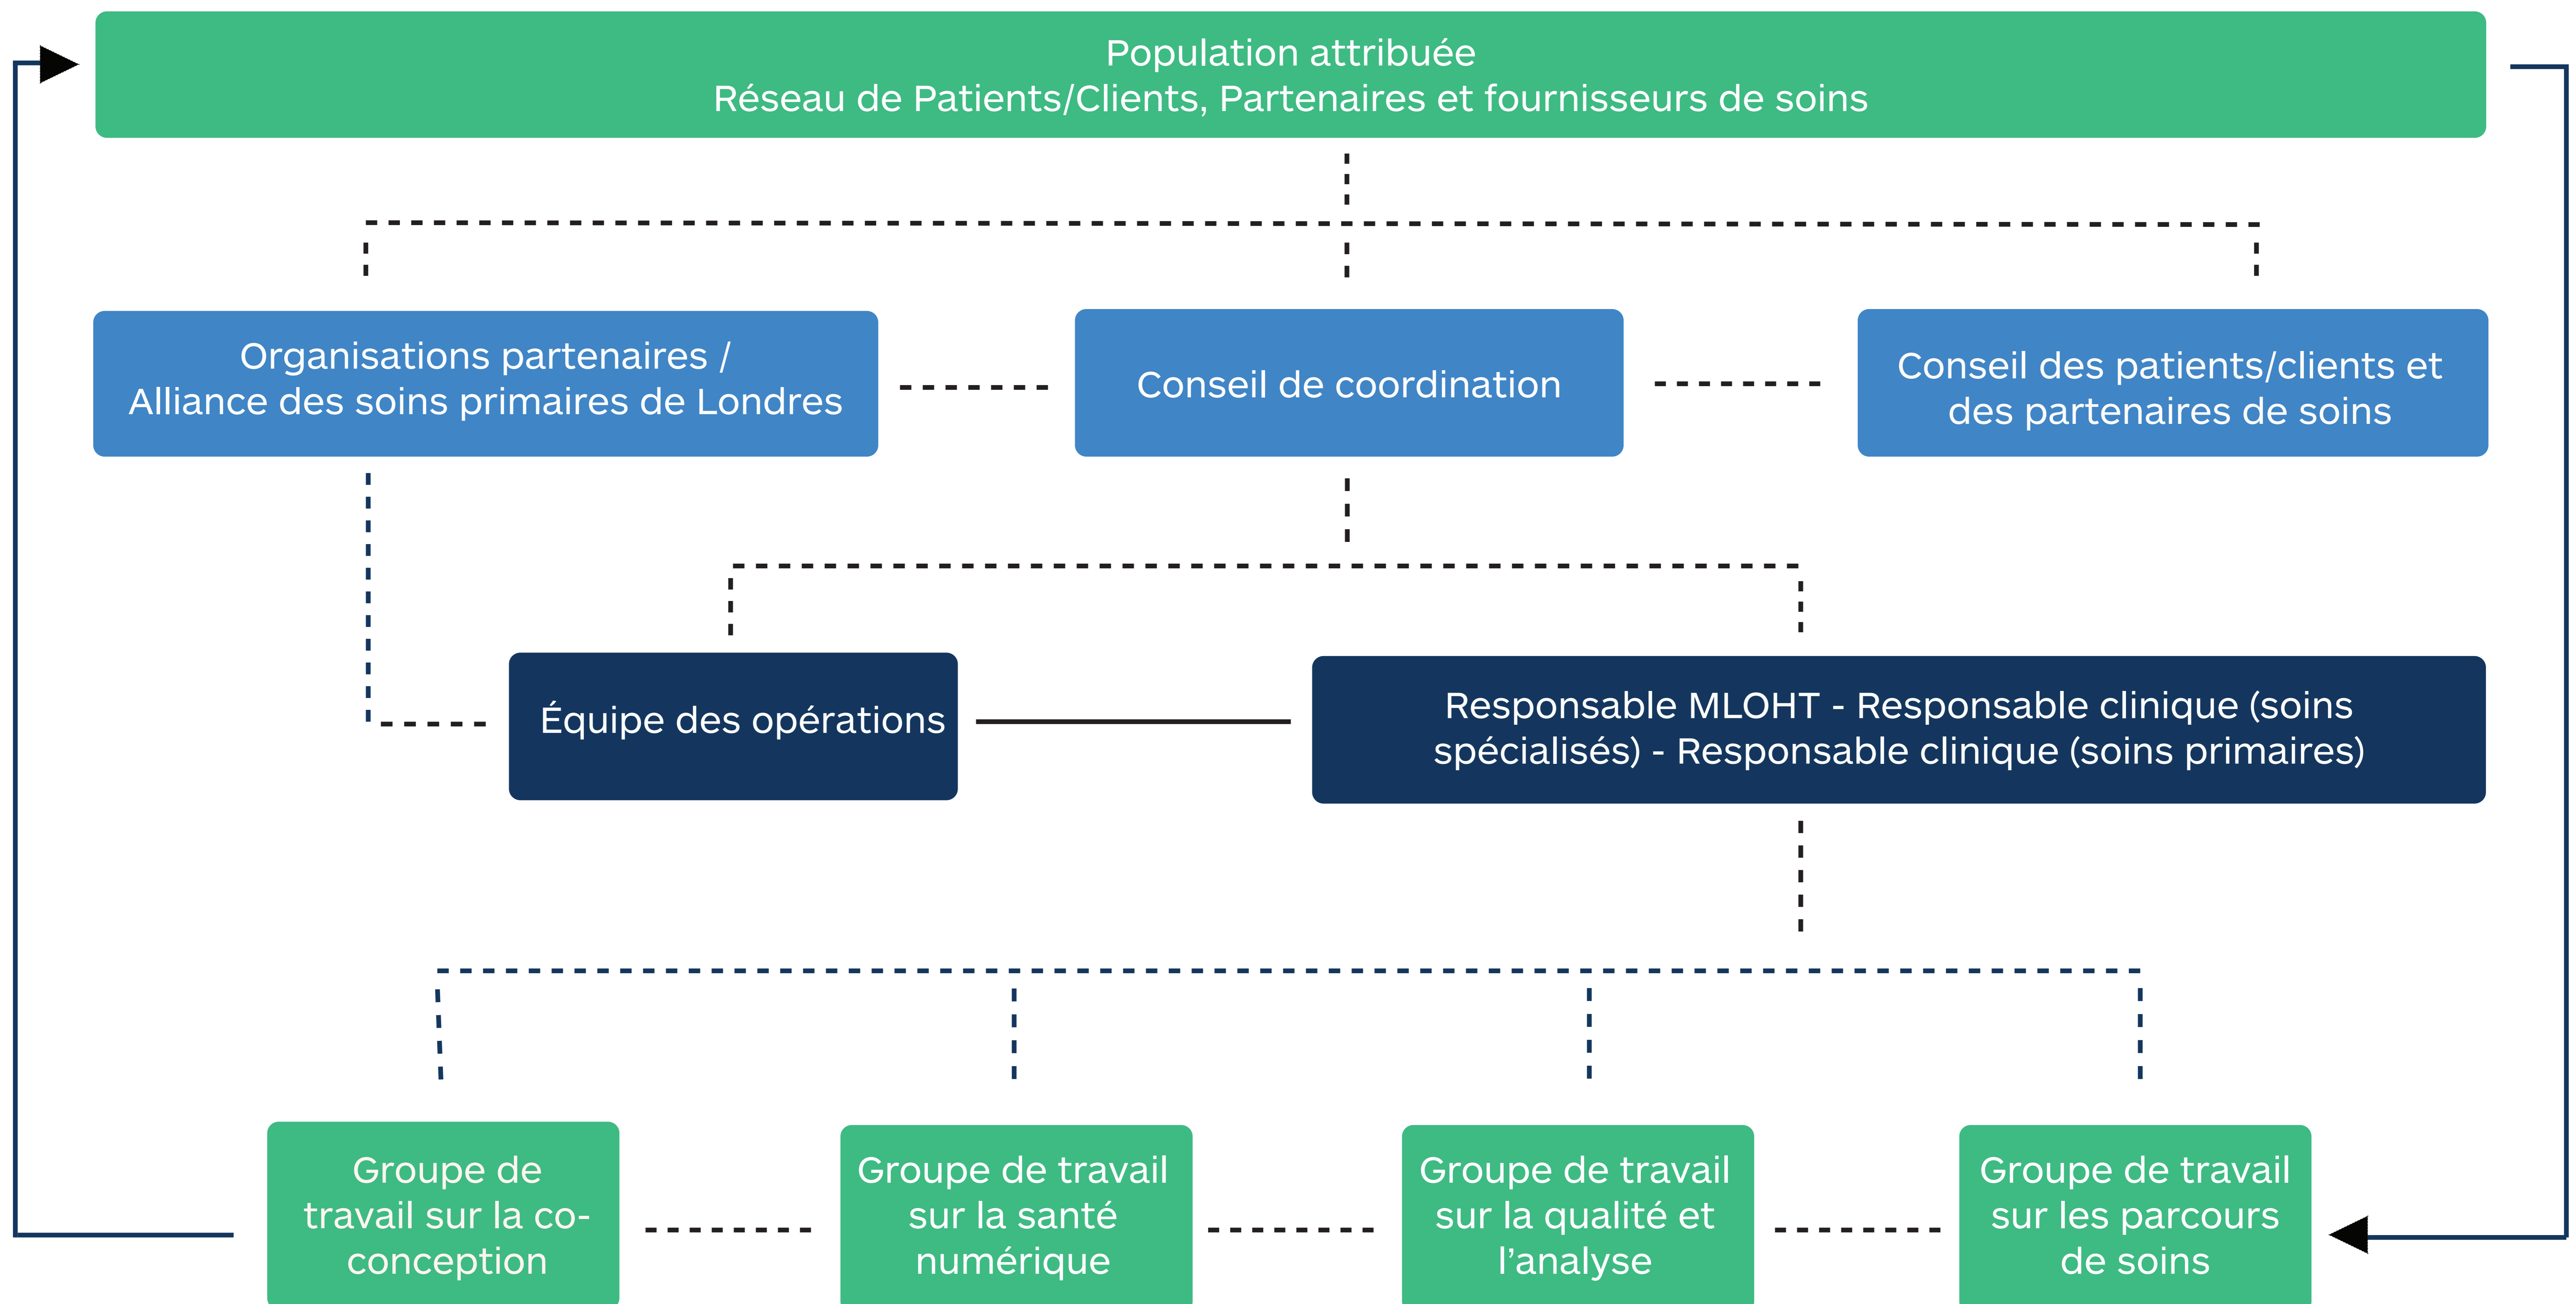 Population attribuée
Réseau de Patients/Clients, Partenaires et fournisseurs de soins
Organisations partenaires /
Alliance des soins primaires de Londres
Conseil de coordination
Conseil des patients/clients et
des partenaires de soins
Équipe des opérations
Responsable MLOHT - Responsable clinique (soins
spécialisés) - Responsable clinique (soins primaires)
Groupe de
travail sur la co-
conception
Groupe de travail
sur la santé
numérique
Groupe de travail
sur la qualité et
l’analyse
Groupe de travail
sur les parcours
de soins